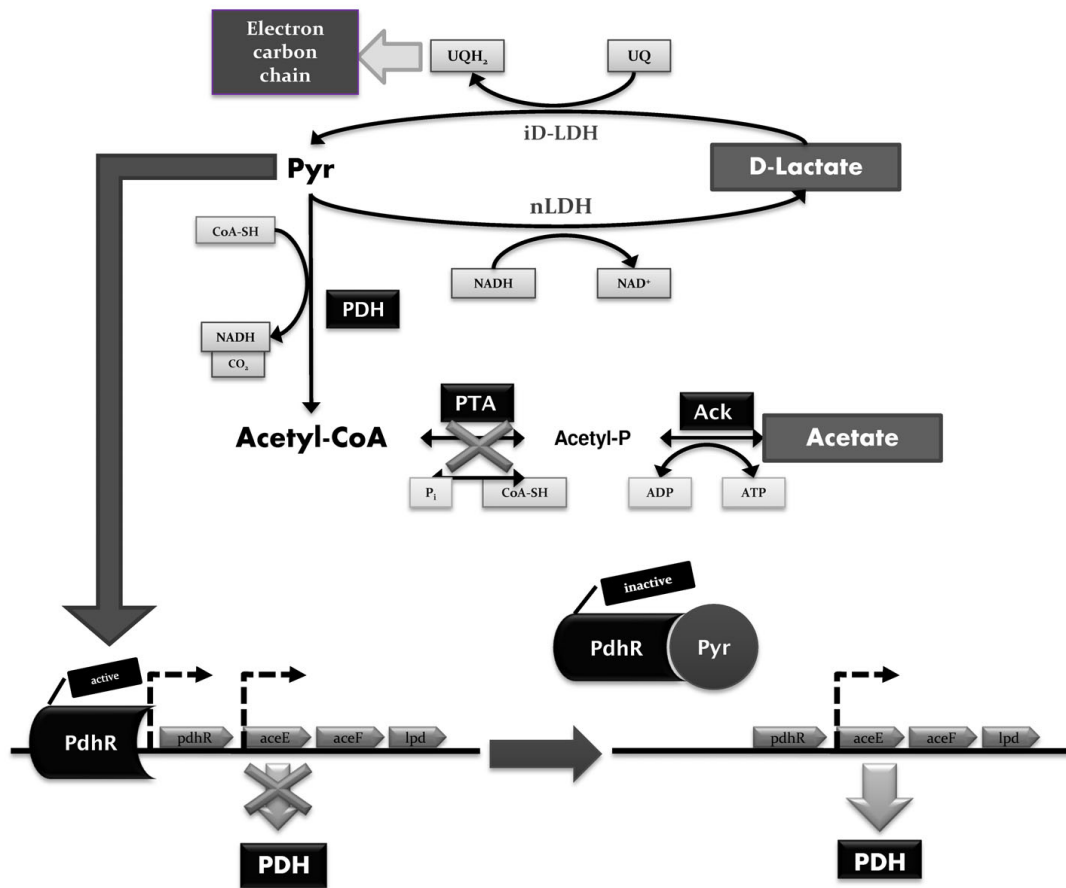 Electron
carbon
chain
UQH₂
UQ
iD-LDH
Pyr
D-Lactate
nLDH
CoA-SH
NADH
NAD⁺
PDH
NADH
CO₂
PTA
Ack
Acetyl-CoA
Acetyl-P
Acetate
Pᵢ
CoA-SH
ADP
ATP
inactive
PdhR
Pyr
active
PdhR
pdhR
aceE
aceF
lpd
pdhR
aceE
aceF
lpd
PDH
PDH